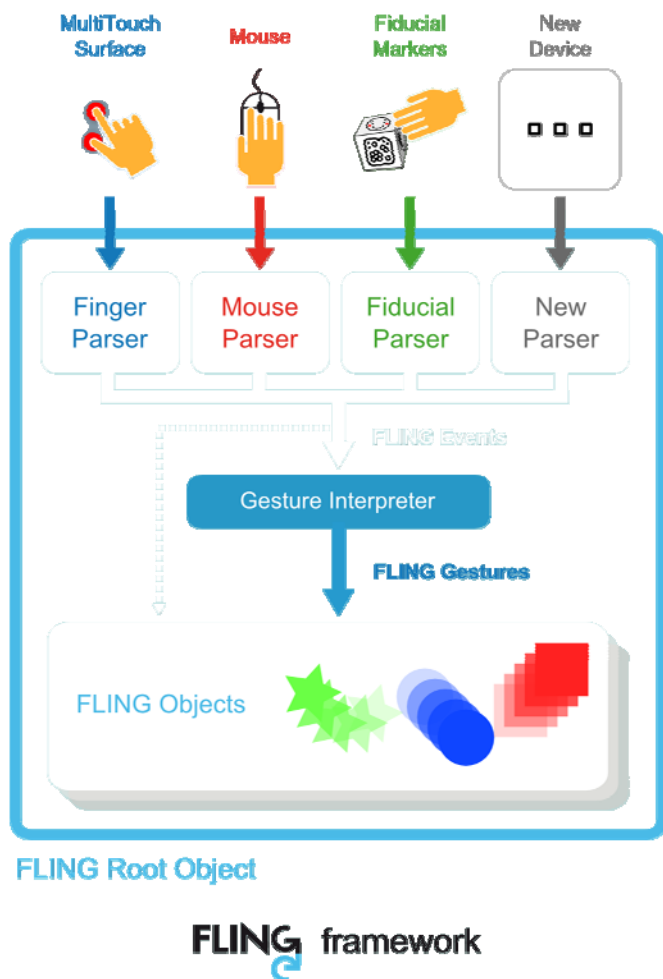 MultiTouch
Surface
Mouse
Fiducial
Markers
New
Device
Finger
Parser
Mouse
Parser
Fiducial
Parser
New
Parser
FLING Events
Gesture Interpreter
FLING Gestures
FLING Objects
FLING Root Object
FLING framework